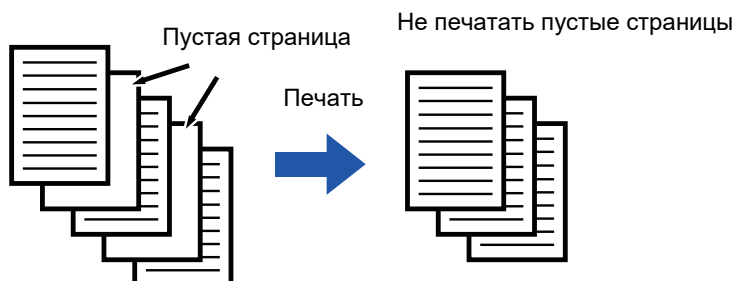 Не печатать пустые страницы
Пустая страница
Печать